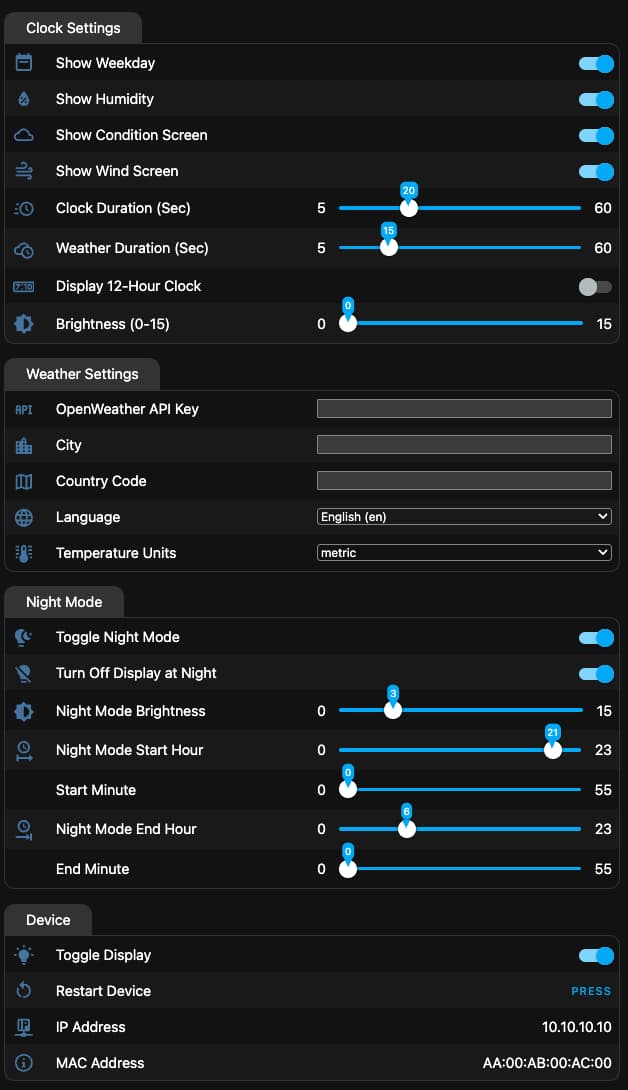 Clock Settings
Show Weekday
Show Humidity
Show Condition Screen
Show Wind Screen
20
Clock Duration (Sec) 5 60
15
Weather Duration (Sec) 5 60
7:10 Display 12-Hour Clock
0
Brightness (0-15) 0 15
Weather Settings
API OpenWeather API Key
City
Country Code
Language English (en)
Temperature Units metric
Night Mode
Toggle Night Mode
Turn Off Display at Night
3
Night Mode Brightness 0 15
21
Night Mode Start Hour 0 23
0
Start Minute 0 55
6
Night Mode End Hour 0 23
0
End Minute 0 55
Device
Toggle Display
Restart Device PRESS
IP IP Address 10.10.10.10
MAC Address AA:00:AB:00:AC:00